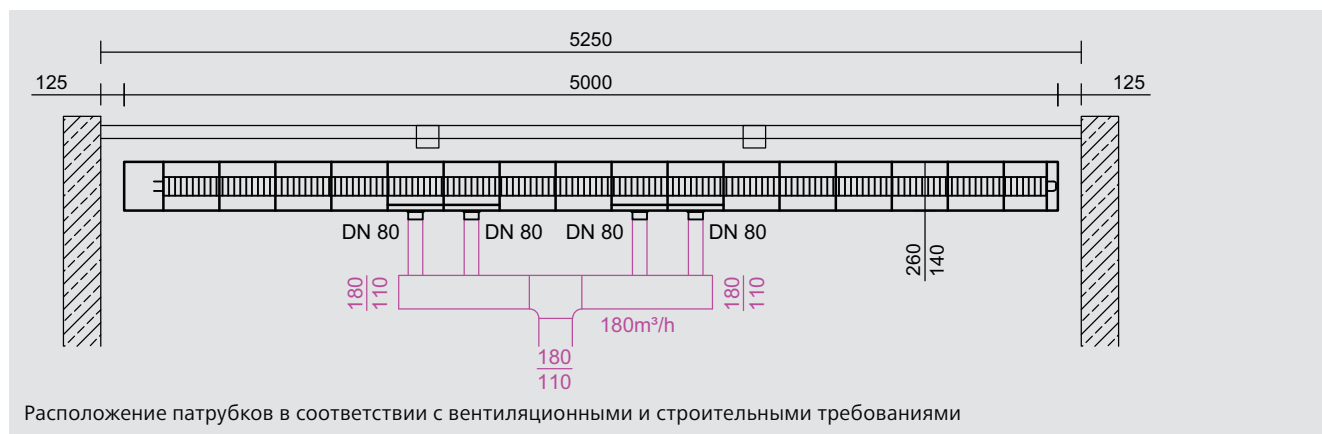 5250
125 5000 125
DN 80 DN 80 DN 80 DN 80
260
140
180
110
180
110
180m³/h
180
110
Расположение патрубков в соответствии с вентиляционными и строительными требованиями